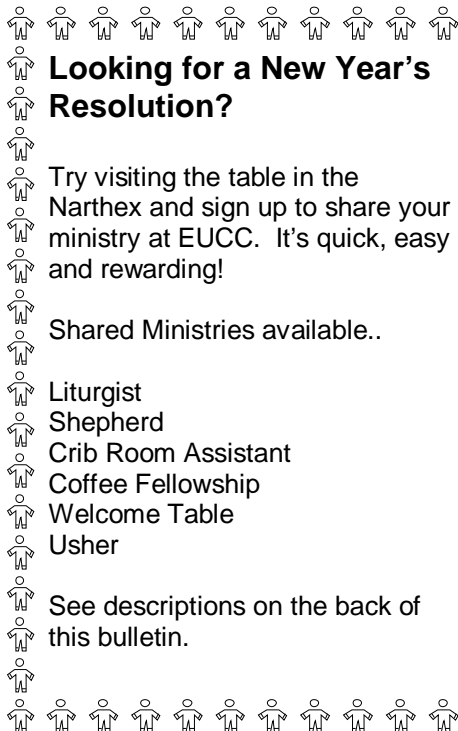 Looking for a New Year's
Resolution?
Try visiting the table in the
Narthex and sign up to share your
ministry at EUCC.  It's quick, easy
and rewarding!
Shared Ministries available..
Liturgist
Shepherd
Crib Room Assistant
Coffee Fellowship
Welcome Table
Usher
See descriptions on the back of
this bulletin.